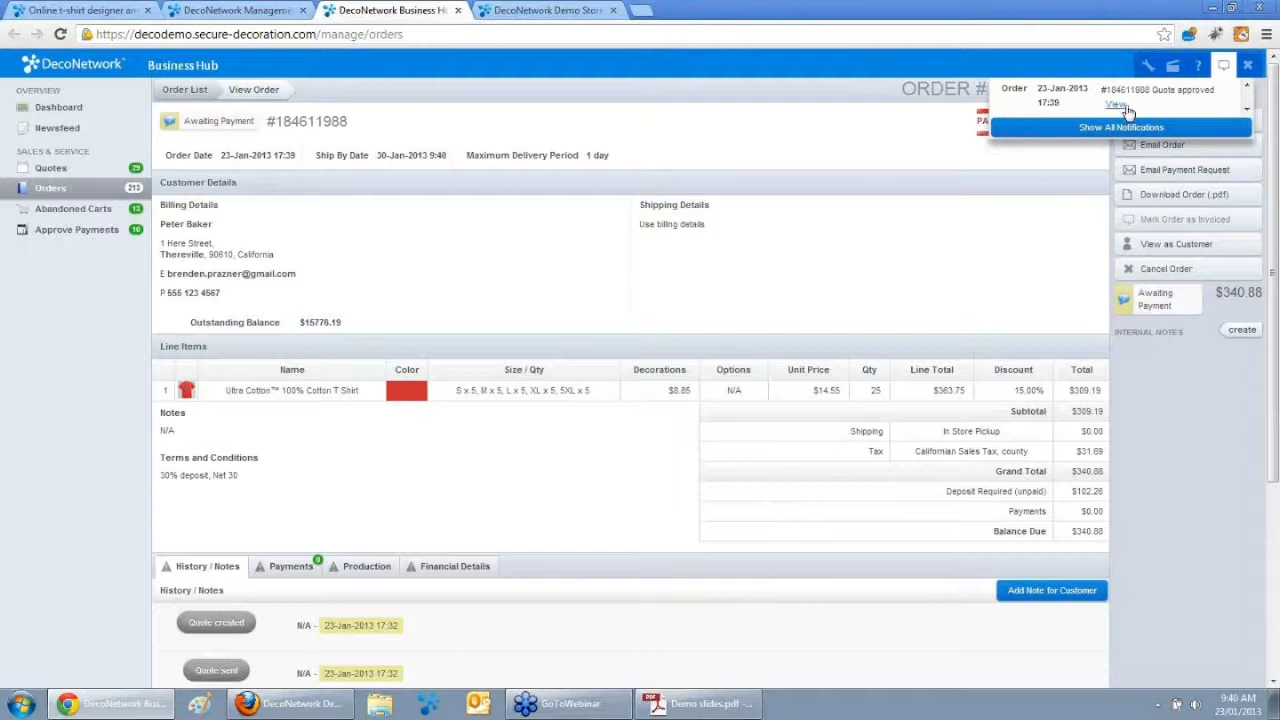 Online t-shirt designer an
DecoNetwork Manageme
DecoNetwork Business H
DecoNetwork Demo Stor
https://decodemo.secure-decoration.com/manage/orders
DecoNetwork Business Hub
OVERVIEW
Dashboard
Newsfeed
SALES & SERVICE
Quotes 29
Orders 213
Abandoned Carts 13
Approve Payments 16
Order List View Order
ORDER #
Awaiting Payment #184611988
PA
Order 23-Jan-2013 17:39 #184611988 Quote approved
View
Show All Notifications
Order Date 23-Jan-2013 17:39 Ship By Date 30-Jan-2013 9:40 Maximum Delivery Period 1 day
Customer Details
Billing Details
Peter Baker
1 Here Street,
Thereville, 90610, California
E brenden.prazner@gmail.com
P 555 123 4567
Outstanding Balance $15776.19
Shipping Details
Use billing details
Email Order
Email Payment Request
Download Order (.pdf)
Mark Order as Invoiced
View as Customer
Cancel Order
Awaiting Payment $340.88
INTERNAL NOTES create
Line Items
Name Color Size / Qty Decorations Options Unit Price Qty Line Total Discount Total
1 Ultra Cotton™ 100% Cotton T Shirt S x 5, M x 5, L x 5, XL x 5, 5XL x 5 $8.85 N/A $14.55 25 $363.75 15.00% $309.19
Subtotal $309.19
Shipping In Store Pickup $0.00
Tax Californian Sales Tax, county $31.69
Grand Total $340.88
Deposit Required (unpaid) $102.26
Payments $0.00
Balance Due $340.88
Notes
N/A
Terms and Conditions
30% deposit, Net 30
History / Notes Payments 0 Production Financial Details
History / Notes Add Note for Customer
Quote created N/A - 23-Jan-2013 17:32
Quote sent N/A - 23-Jan-2013 17:32
DecoNetwork Bus...
DecoNetwork De...
GoToWebinar
Demo slides.pdf -...
9:40 AM
23/01/2013